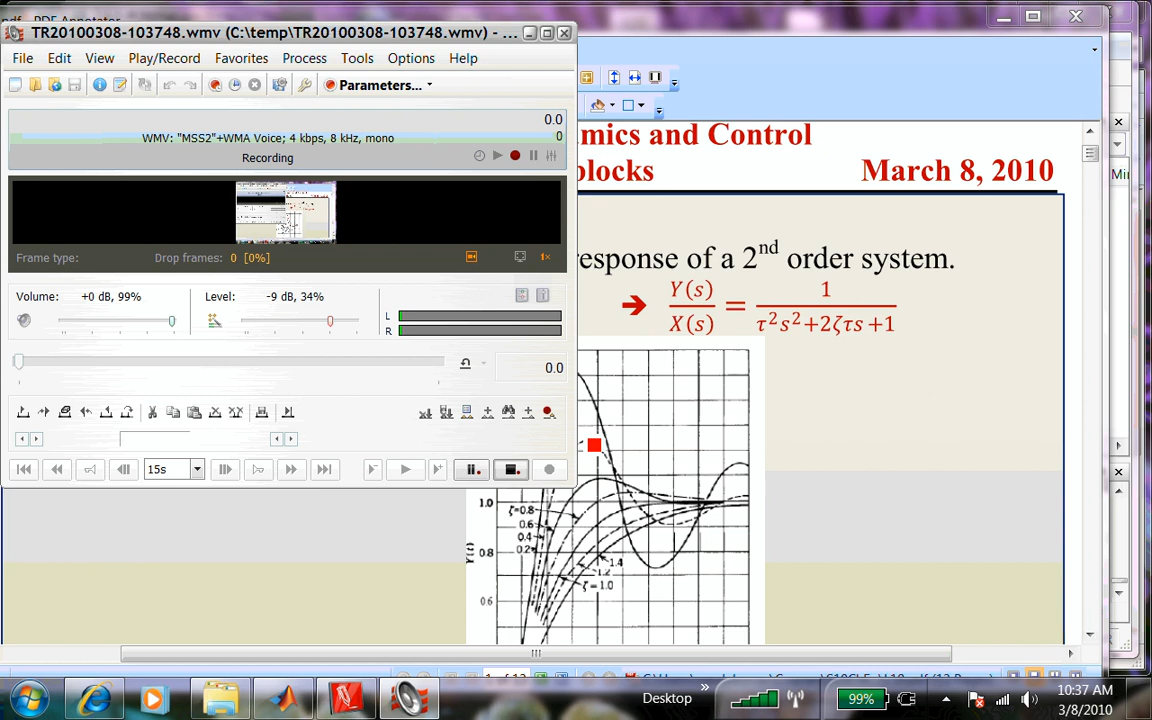 TR20100308-103748.wmv (C:\temp\TR20100308-103748.wmv) - ...
File Edit View Play/Record Favorites Process Tools Options Help
Parameters...
0.0
WMV: "MSS2"+WMA Voice; 4 kbps, 8 kHz, mono 0
Recording
Frame type: Drop frames: 0 [0%] 1x
Volume: +0 dB, 99% Level: -9 dB, 34%
L
R
0.0
15s
mics and Control
blocks March 8, 2010
esponse of a 2nd order system.
➔ Y(s)/X(s) = 1/(τ²s²+2ζτs+1)
1.0
ζ=0.8
0.6
0.4
0.2
0.8
Y(t)
1.4
1.2
ζ=1.0
0.6
Min
Desktop »
99%
10:37 AM
3/8/2010